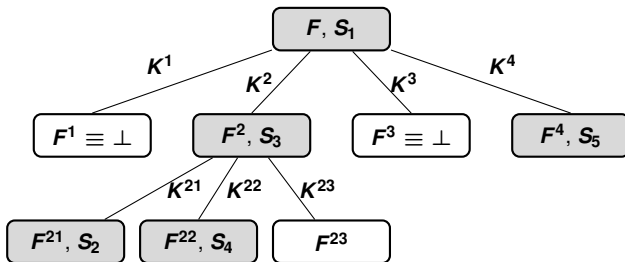 F, S₁
K¹ K² K³ K⁴
F¹ ≡ ⊥ F², S₃ F³ ≡ ⊥ F⁴, S₅
K²¹ K²² K²³
F²¹, S₂ F²², S₄ F²³